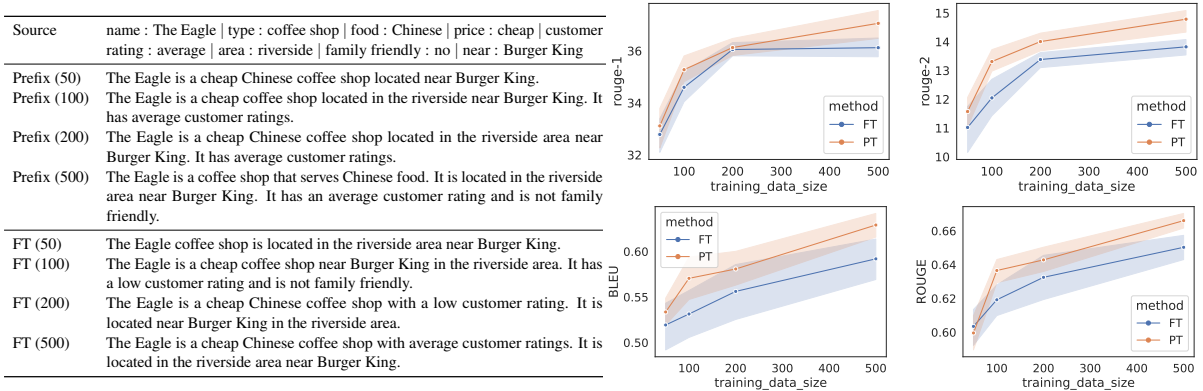 Source name : The Eagle | type : coffee shop | food : Chinese | price : cheap | customer
rating : average | area : riverside | family friendly : no | near : Burger King
Prefix (50) The Eagle is a cheap Chinese coffee shop located near Burger King.
Prefix (100) The Eagle is a cheap coffee shop located in the riverside near Burger King. It
has average customer ratings.
Prefix (200) The Eagle is a cheap Chinese coffee shop located in the riverside area near
Burger King. It has average customer ratings.
Prefix (500) The Eagle is a coffee shop that serves Chinese food. It is located in the riverside
area near Burger King. It has an average customer rating and is not family
friendly.
FT (50) The Eagle coffee shop is located in the riverside area near Burger King.
FT (100) The Eagle is a cheap coffee shop near Burger King in the riverside area. It has
a low customer rating and is not family friendly.
FT (200) The Eagle is a cheap Chinese coffee shop with a low customer rating. It is
located near Burger King in the riverside area.
FT (500) The Eagle is a cheap Chinese coffee shop with average customer ratings. It is
located in the riverside area near Burger King.
rouge-1
36
34
32
method
FT
PT
100 200 300 400 500
training_data_size
rouge-2
15
14
13
12
11
10
method
FT
PT
100 200 300 400 500
training_data_size
BLEU
0.60
0.55
0.50
method
FT
PT
100 200 300 400 500
training_data_size
ROUGE
0.66
0.64
0.62
0.60
method
FT
PT
100 200 300 400 500
training_data_size